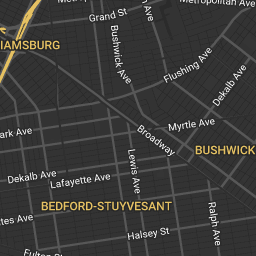 Metropolitan Ave
Grand St
IAMSBURG
Bushwick Ave
Flushing Ave
DeKalb Ave
Myrtle Ave
ark Ave
Broadway
BUSHWICK
Lewis Ave
DeKalb Ave
Lafayette Ave
BEDFORD-STUYVESANT
tes Ave
Ralph Ave
Halsey St
Fulton St